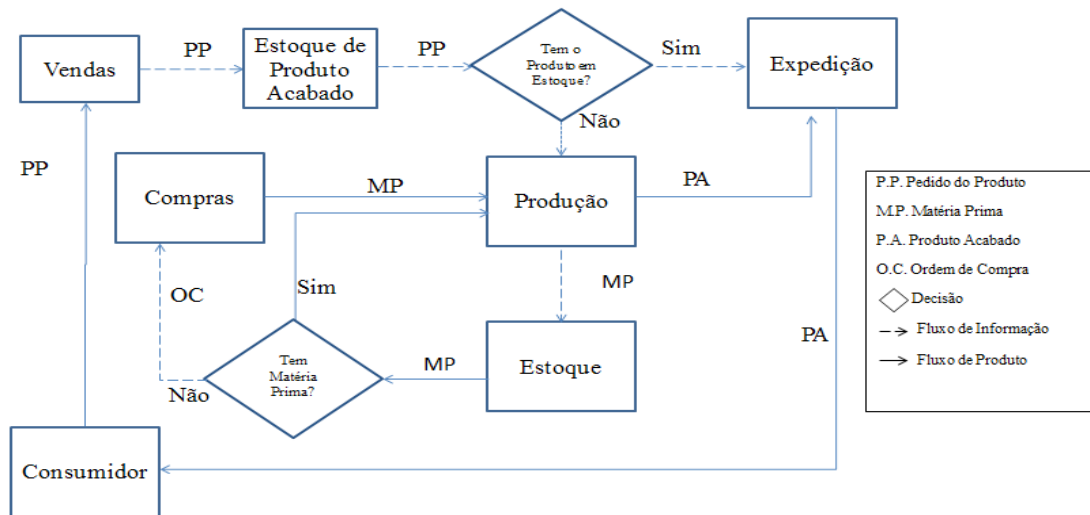 Vendas
PP
Estoque de
Produto
Acabado
PP
Tem o
Produto em
Estoque?
Sim
Expedição
Não
PP
Compras
MP
Produção
PA
OC
Sim
MP
Tem
Matéria
Prima?
Não
MP
Estoque
PA
Consumidor
P.P. Pedido do Produto
M.P. Matéria Prima
P.A. Produto Acabado
O.C. Ordem de Compra
Decisão
Fluxo de Informação
Fluxo de Produto